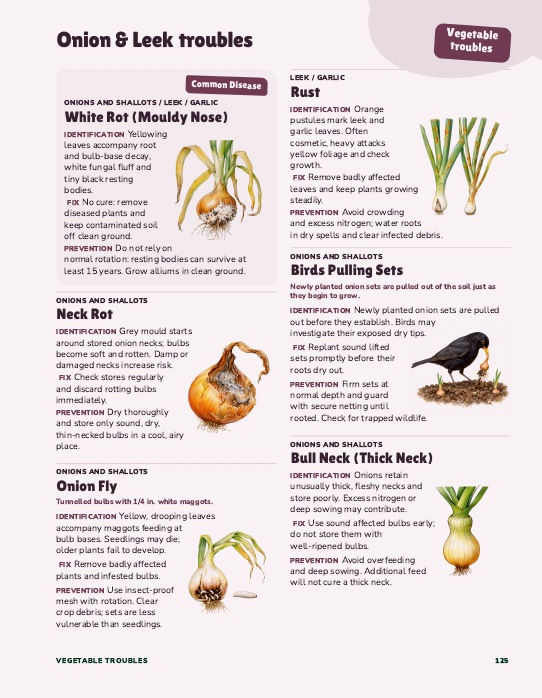 Onion & Leek troubles
Vegetable
troubles
Common Disease
ONIONS AND SHALLOTS / LEEK / GARLIC
White Rot (Mouldy Nose)
IDENTIFICATION Yellowing
leaves accompany root
and bulb-base decay,
white fungal fluff and
tiny black resting
bodies.
FIX No cure: remove
diseased plants and
keep contaminated soil
off clean ground.
PREVENTION Do not rely on
normal rotation: resting bodies can survive at
least 15 years. Grow alliums in clean ground.
ONIONS AND SHALLOTS
Neck Rot
IDENTIFICATION Grey mould starts
around stored onion necks; bulbs
become soft and rotten. Damp or
damaged necks increase risk.
FIX Check stores regularly
and discard rotting bulbs
immediately.
PREVENTION Dry thoroughly
and store only sound, dry,
thin-necked bulbs in a cool, airy
place.
ONIONS AND SHALLOTS
Onion Fly
Tunnelled bulbs with 1/4 in. white maggots.
IDENTIFICATION Yellow, drooping leaves
accompany maggots feeding at
bulb bases. Seedlings may die;
older plants fail to develop.
FIX Remove badly affected
plants and infested bulbs.
PREVENTION Use insect-proof
mesh with rotation. Clear
crop debris; sets are less
vulnerable than seedlings.
LEEK / GARLIC
Rust
IDENTIFICATION Orange
pustules mark leek and
garlic leaves. Often
cosmetic, heavy attacks
yellow foliage and check
growth.
FIX Remove badly affected
leaves and keep plants growing
steadily.
PREVENTION Avoid crowding
and excess nitrogen; water roots
in dry spells and clear infected debris.
ONIONS AND SHALLOTS
Birds Pulling Sets
Newly planted onion sets are pulled out of the soil just as
they begin to grow.
IDENTIFICATION Newly planted onion sets are pulled
out before they establish. Birds may
investigate their exposed dry tips.
FIX Replant sound lifted
sets promptly before their
roots dry out.
PREVENTION Firm sets at
normal depth and guard
with secure netting until
rooted. Check for trapped wildlife.
ONIONS AND SHALLOTS
Bull Neck (Thick Neck)
IDENTIFICATION Onions retain
unusually thick, fleshy necks and
store poorly. Excess nitrogen or
deep sowing may contribute.
FIX Use sound affected bulbs early;
do not store them with
well-ripened bulbs.
PREVENTION Avoid overfeeding
and deep sowing. Additional feed
will not cure a thick neck.
VEGETABLE TROUBLES
125